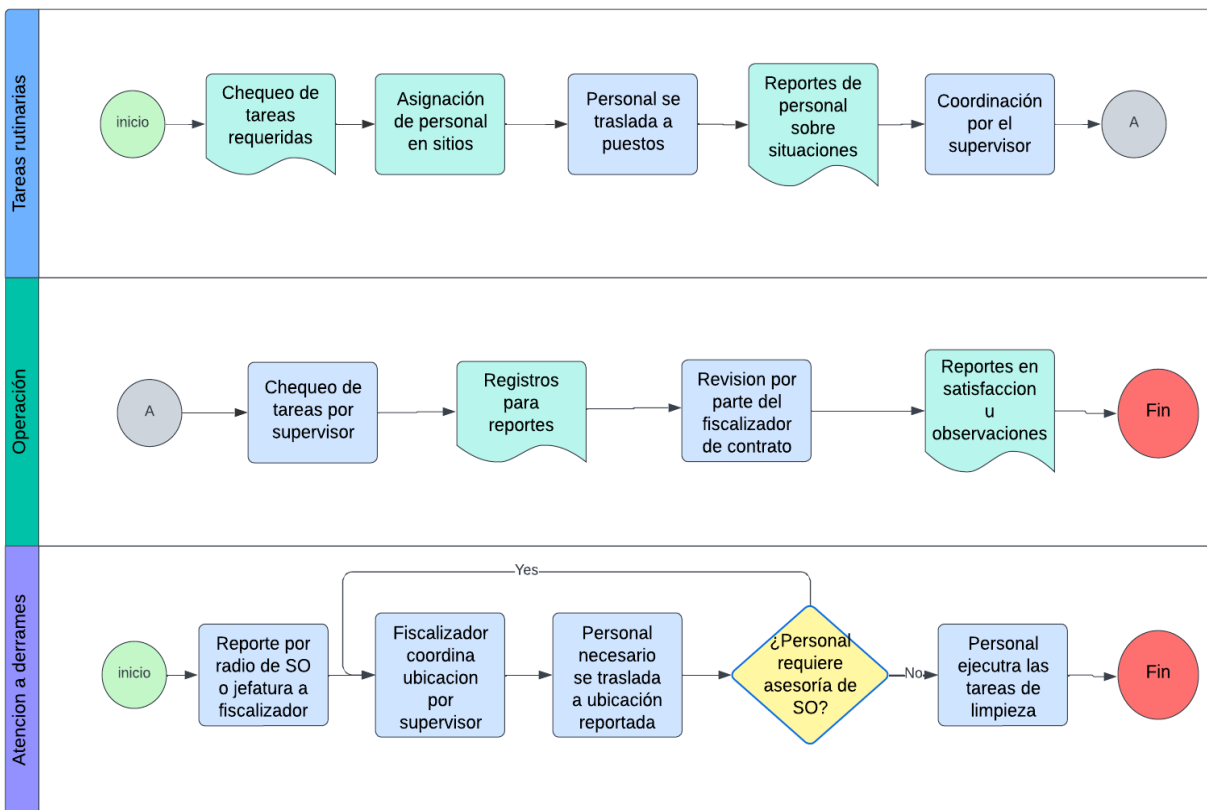 Tareas rutinarias
inicio
Chequeo de
tareas
requeridas
Asignación
de personal
en sitios
Personal se
traslada a
puestos
Reportes de
personal
sobre
situaciones
Coordinación
por el
supervisor
A
Operación
A
Chequeo de
tareas por
supervisor
Registros
para
reportes
Revision por
parte del
fiscalizador
de contrato
Reportes en
satisfaccion
u
observaciones
Fin
Atencion a derrames
inicio
Reporte por
radio de SO
o jefatura a
fiscalizador
Fiscalizador
coordina
ubicacion
por
supervisor
Personal
necesario
se traslada
a ubicación
reportada
Yes
¿Personal
requiere
asesoría de
SO?
No
Personal
ejecutra las
tareas de
limpieza
Fin